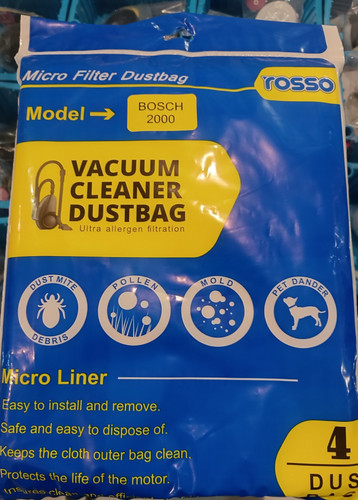 Micro Filter Dustbag
rosso
Model →
BOSCH
2000
VACUUM
CLEANER
DUSTBAG
Ultra allergen filtration
DUST MITE
DEBRIS
POLLEN
MOLD
PET DANDER
Micro Liner
Easy to install and remove.
Safe and easy to dispose of.
Keeps the cloth outer bag clean.
Protects the life of the motor.
4
DUS